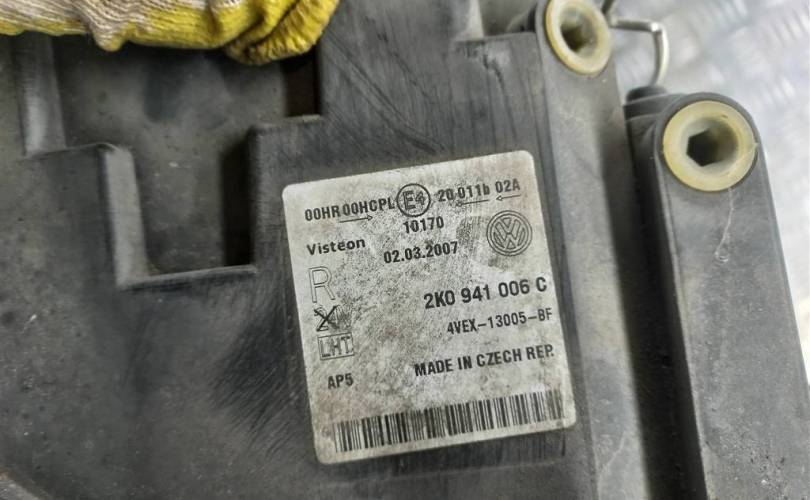 00HR 00HCPL E4 20 011b 02A
10170
Visteon 02.03.2007
R
2K0 941 006 C
4VEX-13005-BF
LHT
AP5 MADE IN CZECH REP.